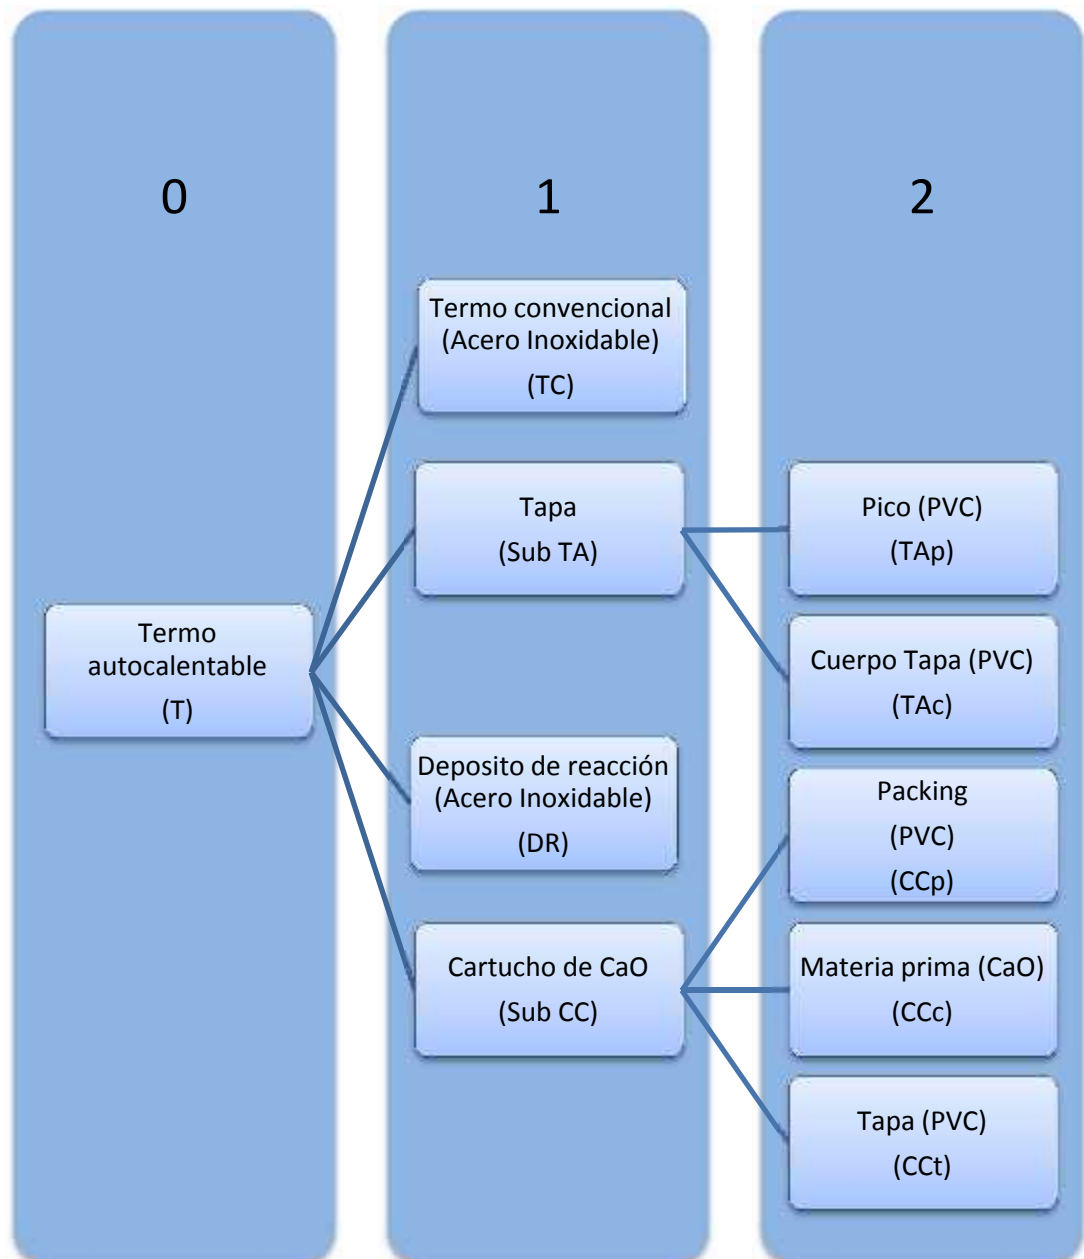 0
1
2
Termo convencional
(Acero Inoxidable)
(TC)
Tapa
(Sub TA)
Pico (PVC)
(TAp)
Termo
autocalentable
(T)
Cuerpo Tapa (PVC)
(TAc)
Deposito de reacción
(Acero Inoxidable)
(DR)
Packing
(PVC)
(CCp)
Cartucho de CaO
(Sub CC)
Materia prima (CaO)
(CCc)
Tapa (PVC)
(CCt)